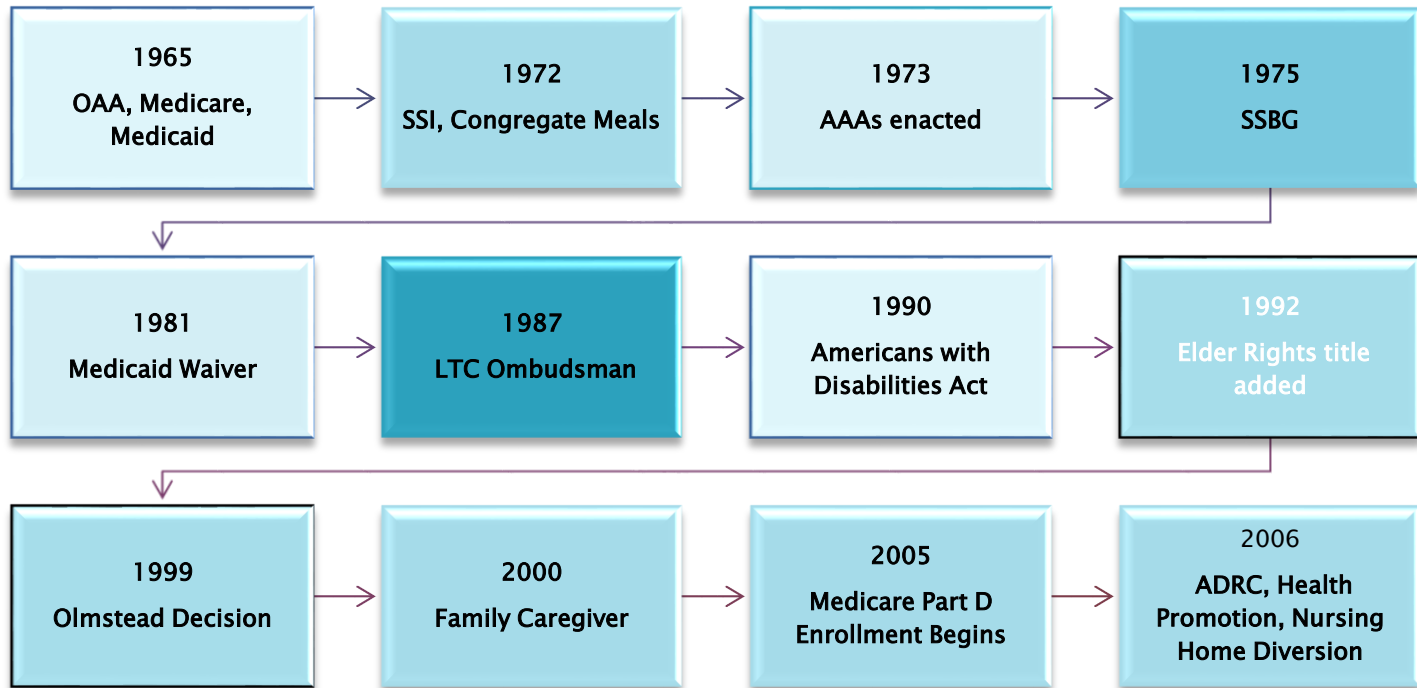 1965
OAA, Medicare,
Medicaid
1972
SSI, Congregate Meals
1973
AAAs enacted
1975
SSBG
1981
Medicaid Waiver
1987
LTC Ombudsman
1990
Americans with
Disabilities Act
1992
Elder Rights title
added
1999
Olmstead Decision
2000
Family Caregiver
2005
Medicare Part D
Enrollment Begins
2006
ADRC, Health
Promotion, Nursing
Home Diversion